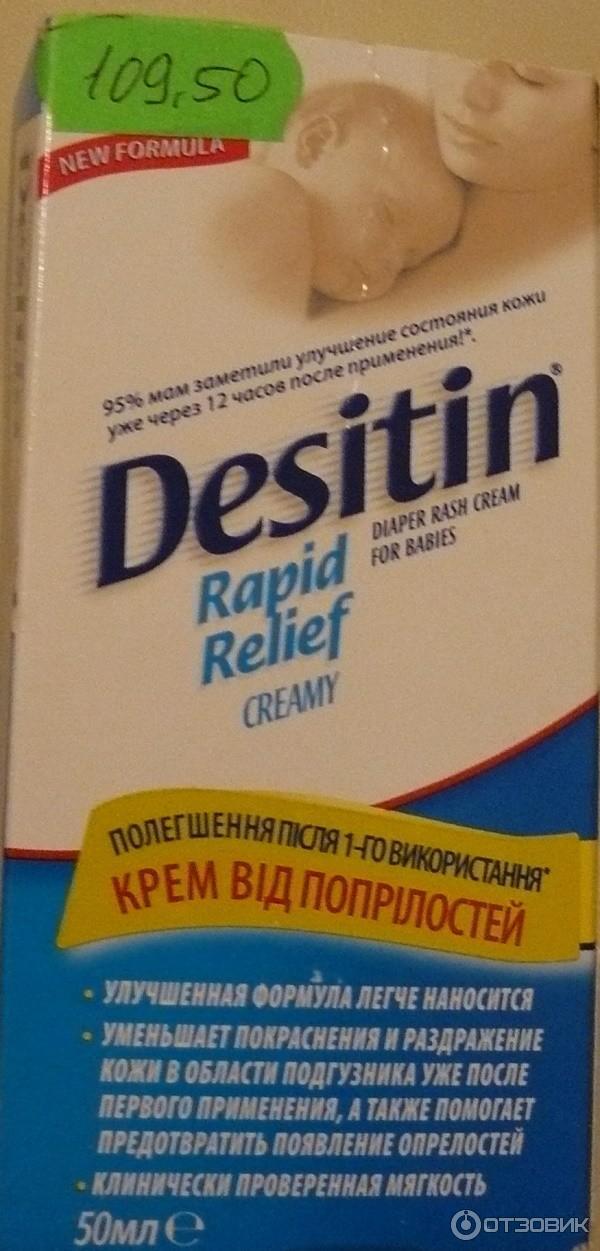 109,50
NEW FORMULA
95% мам заметили улучшение состояния кожи
уже через 12 часов после применения!*.
Desitin®
DIAPER RASH CREAM
FOR BABIES
Rapid
Relief
CREAMY
ПОЛЕГШЕННЯ ПІСЛЯ 1-ГО ВИКОРИСТАННЯ*
КРЕМ ВІД ПОПРІЛОСТЕЙ
• УЛУЧШЕННАЯ ФОРМУЛА ЛЕГЧЕ НАНОСИТСЯ
• УМЕНЬШАЕТ ПОКРАСНЕНИЯ И РАЗДРАЖЕНИЕ
КОЖИ В ОБЛАСТИ ПОДГУЗНИКА УЖЕ ПОСЛЕ
ПЕРВОГО ПРИМЕНЕНИЯ, А ТАКЖЕ ПОМОГАЕТ
ПРЕДОТВРАТИТЬ ПОЯВЛЕНИЕ ОПРЕЛОСТЕЙ
• КЛИНИЧЕСКИ ПРОВЕРЕННАЯ МЯГКОСТЬ
50мл ℮
ОТЗОВИК